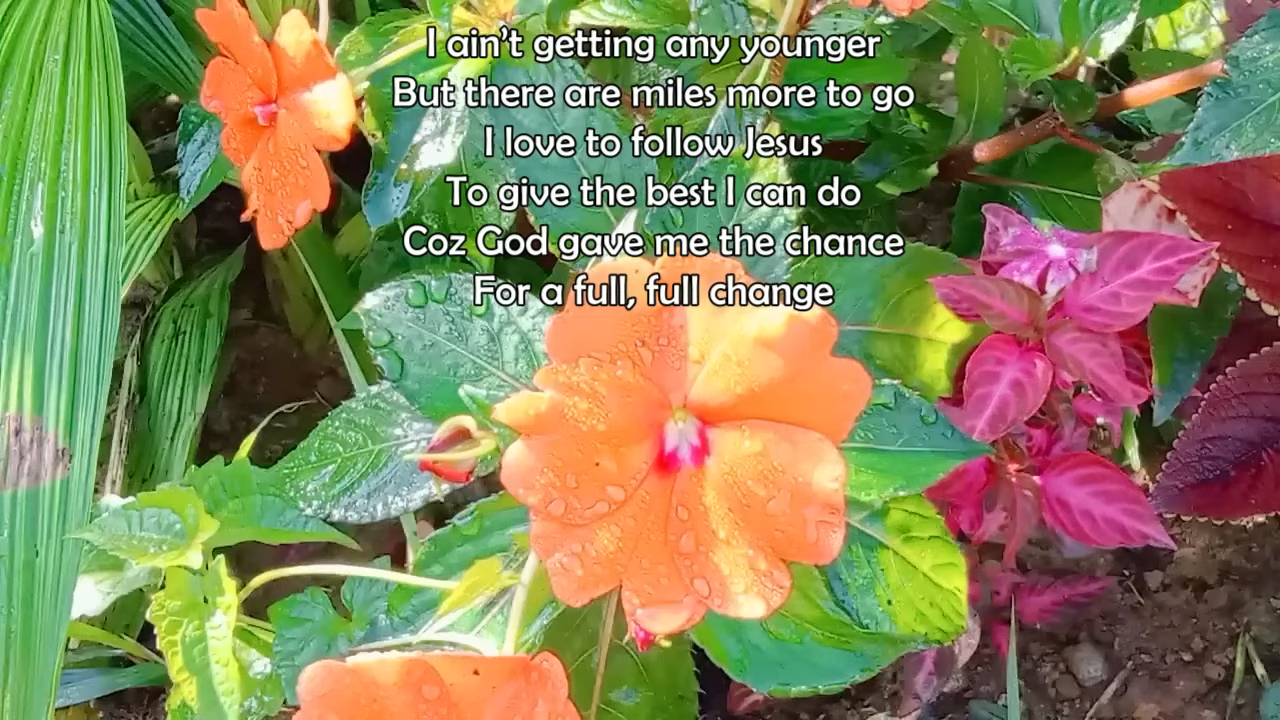 I ain't getting any younger
But there are miles more to go
I love to follow Jesus
To give the best I can do
Coz God gave me the chance
For a full, full change